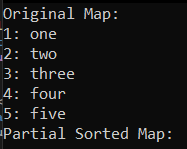 Original Map:
1: one
2: two
3: three
4: four
5: five
Partial Sorted Map: